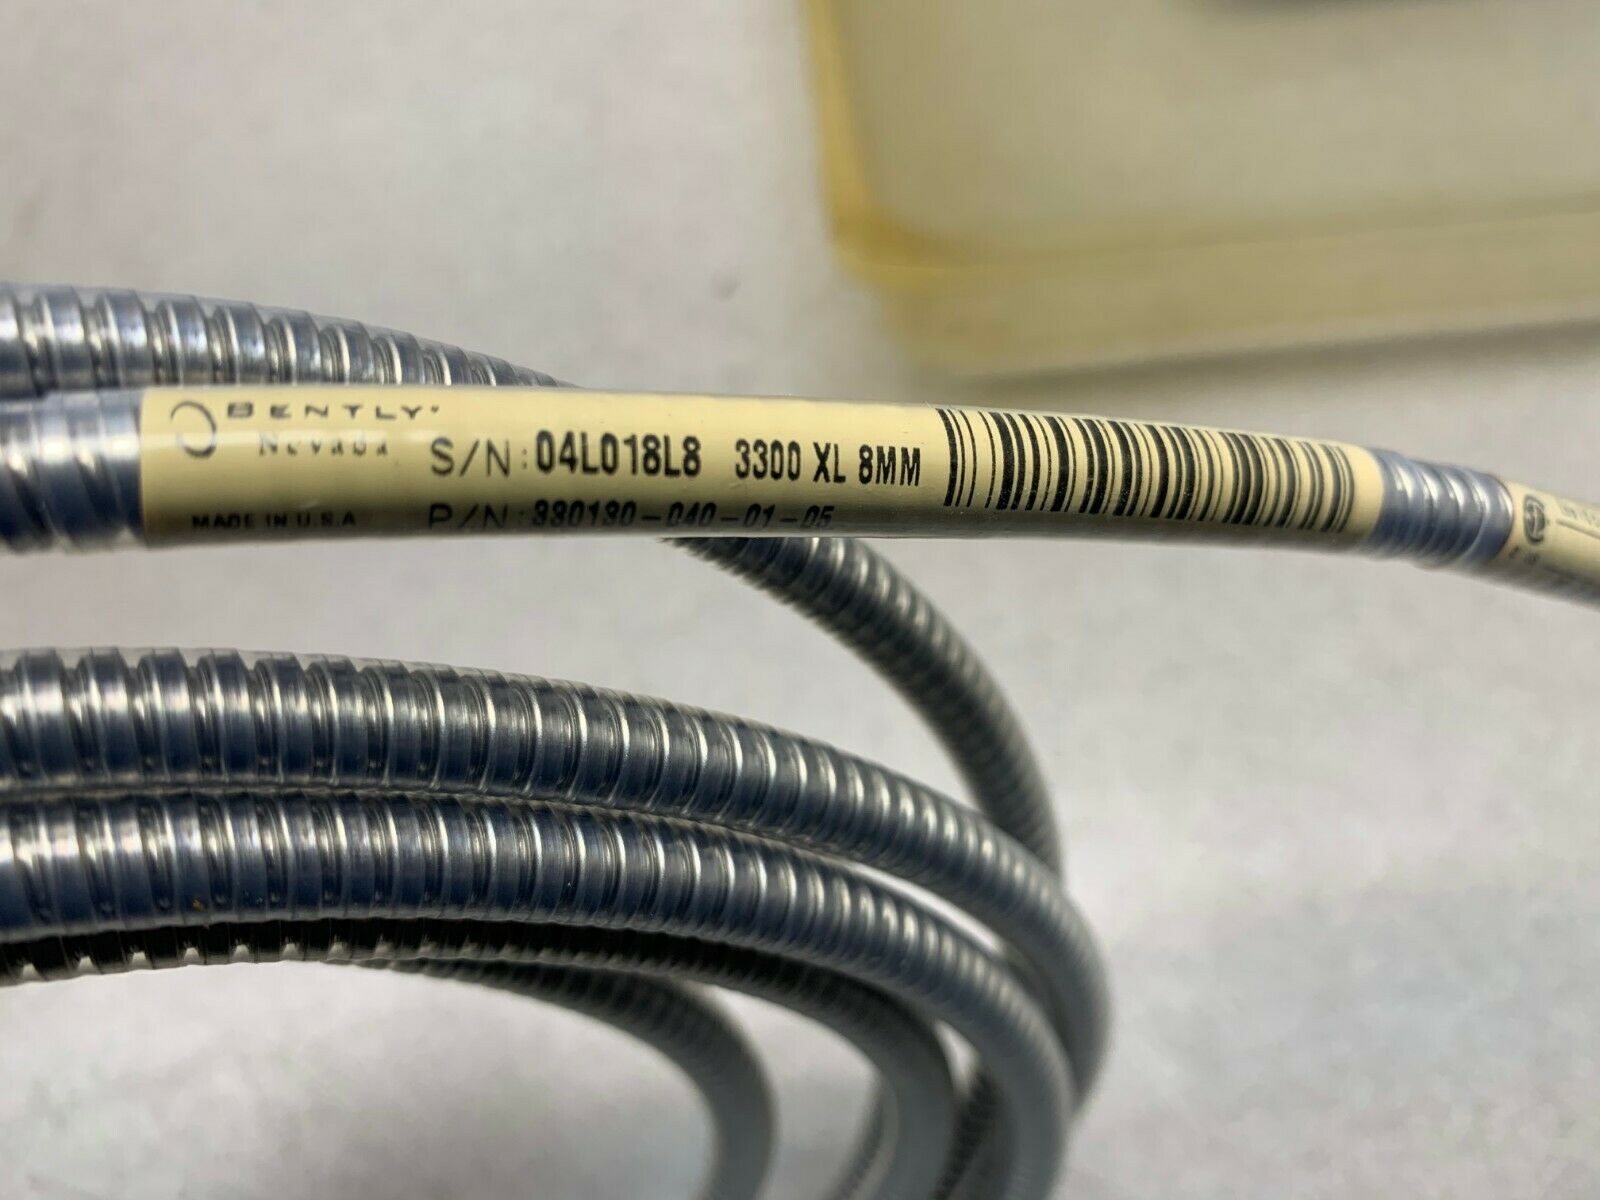 BENTLY
Nevada
S/N: 04L018L8 3300 XL 8MM
MADE IN U.S.A
P/N: 330130-040-01-05